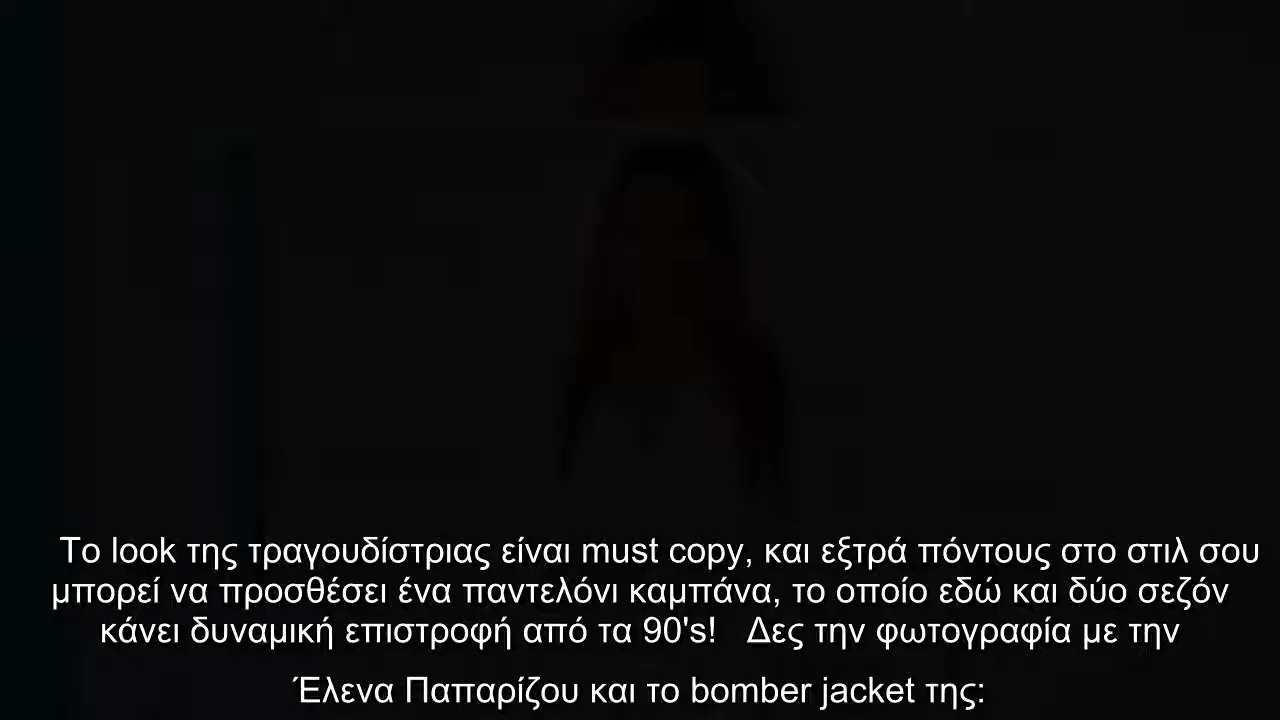 Το look της τραγουδίστριας είναι must copy, και εξτρά πόντους στο στιλ σου
μπορεί να προσθέσει ένα παντελόνι καμπάνα, το οποίο εδώ και δύο σεζόν
κάνει δυναμική επιστροφή από τα 90's! Δες την φωτογραφία με την
Έλενα Παπαρίζου και το bomber jacket της: